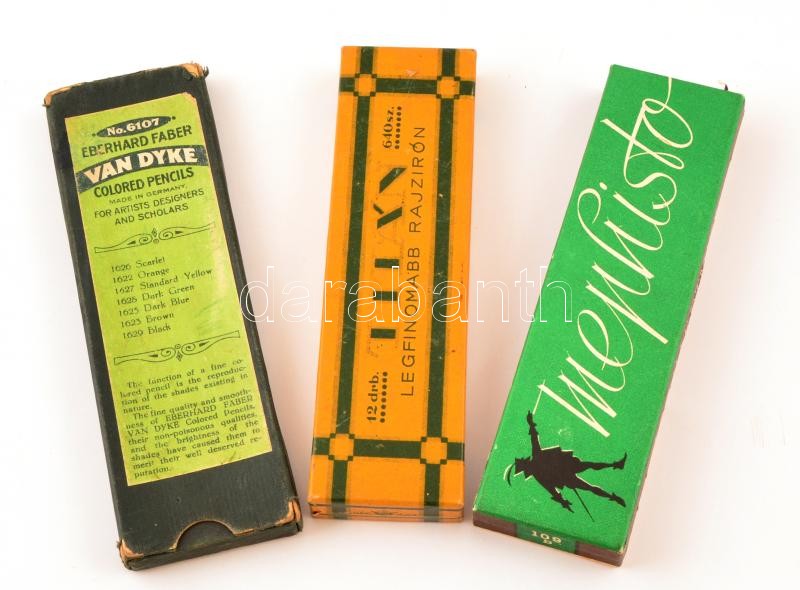 No. 6107
EBERHARD FABER
VAN DYKE
COLORED PENCILS
MADE IN GERMANY
FOR ARTISTS DESIGNERS
AND SCHOLARS
1626 Scarlet
1622 Orange
1627 Standard Yellow
1628 Dark Green
1625 Dark Blue
1623 Brown
1629 Black
The function of a fine co-
lored pencil is the reproduc-
tion of the shades existing in
nature.
The fine quality and smooth-
ness of EBERHARD FABER
VAN DYKE Colored Pencils,
their non-poisonous qualities,
and the brightness of the
shades have caused them to
merit their well deserved re-
putation.
12 drb.
640 sz.
LEGFINOMABB RAJZIRÓN
mephisto
109
darabanth